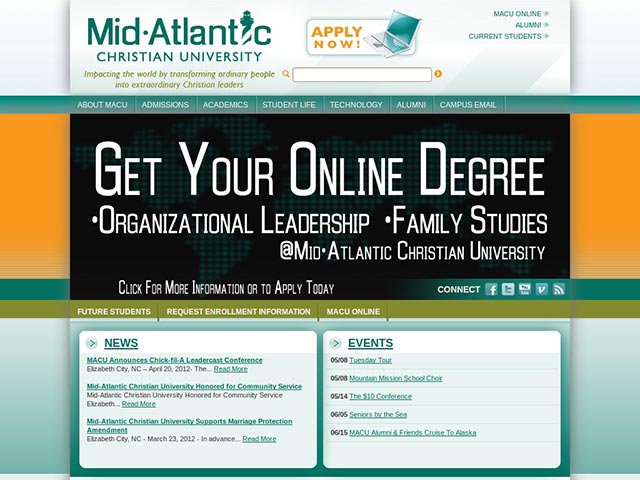 Mid•Atlantic
CHRISTIAN UNIVERSITY
Impacting the world by transforming ordinary people
into extraordinary Christian leaders
APPLY
NOW!
MACU ONLINE
ALUMNI
CURRENT STUDENTS
ABOUT MACU ADMISSIONS ACADEMICS STUDENT LIFE TECHNOLOGY ALUMNI CAMPUS EMAIL
GET YOUR ONLINE DEGREE
•ORGANIZATIONAL LEADERSHIP •FAMILY STUDIES
@MID•ATLANTIC CHRISTIAN UNIVERSITY
CLICK FOR MORE INFORMATION OR TO APPLY TODAY
CONNECT
FUTURE STUDENTS REQUEST ENROLLMENT INFORMATION MACU ONLINE
NEWS
MACU Announces Chick-fil-A Leadercast Conference
Elizabeth City, NC – April 20, 2012- The... Read More
Mid-Atlantic Christian University Honored for Community Service
Mid-Atlantic Christian University Honored for Community Service
Elizabeth... Read More
Mid-Atlantic Christian University Supports Marriage Protection
Amendment
Elizabeth City, NC - March 23, 2012 - In advance... Read More
EVENTS
05/08 Tuesday Tour
05/08 Mountain Mission School Choir
05/14 The $10 Conference
06/05 Seniors by the Sea
06/15 MACU Alumni & Friends Cruise To Alaska